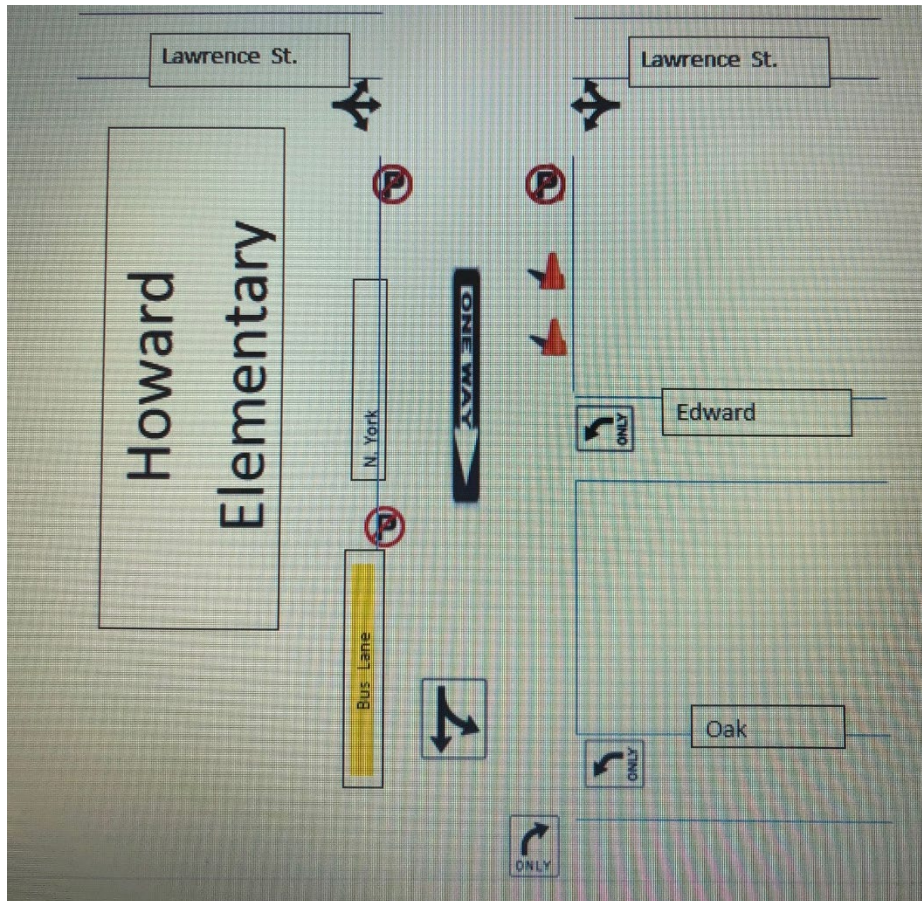 Lawrence St.
Lawrence St.
Howard
Elementary
P
P
ONE WAY
N. York
Edward
ONLY
P
Bus Lane
Oak
ONLY
ONLY